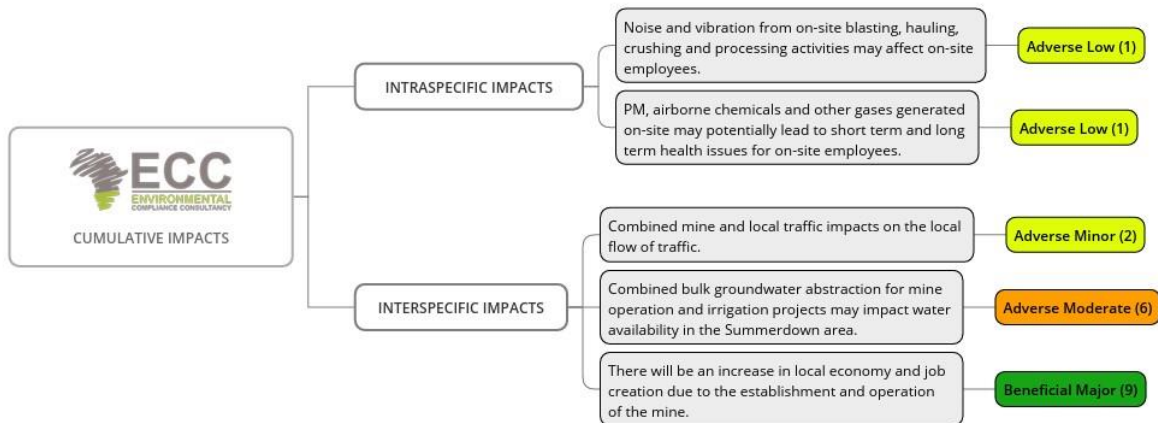 ECC
ENVIRONMENTAL
COMPLIANCE CONSULTANCY
CUMULATIVE IMPACTS
INTRASPECIFIC IMPACTS
Noise and vibration from on-site blasting, hauling,
crushing and processing activities may affect on-site
employees.
Adverse Low (1)
PM, airborne chemicals and other gases generated
on-site may potentially lead to short term and long
term health issues for on-site employees.
Adverse Low (1)
INTERSPECIFIC IMPACTS
Combined mine and local traffic impacts on the local
flow of traffic.
Adverse Minor (2)
Combined bulk groundwater abstraction for mine
operation and irrigation projects may impact water
availability in the Summerdown area.
Adverse Moderate (6)
There will be an increase in local economy and job
creation due to the establishment and operation
of the mine.
Beneficial Major (9)